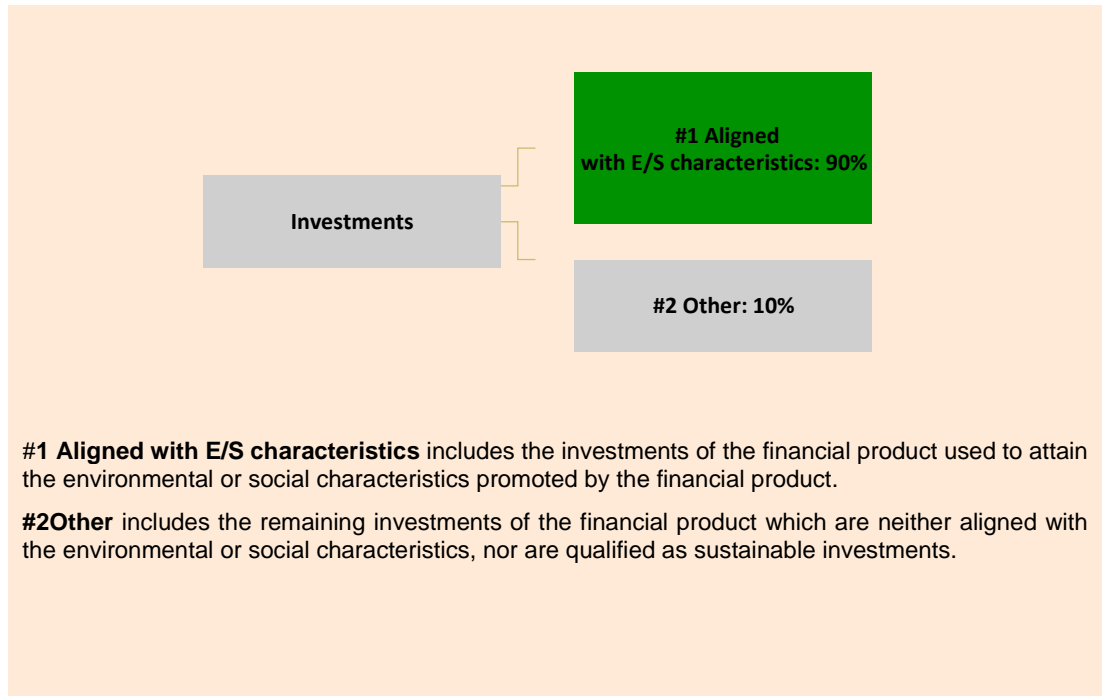 #1 Aligned
with E/S characteristics: 90%
Investments
#2 Other: 10%
#1 Aligned with E/S characteristics includes the investments of the financial product used to attain
the environmental or social characteristics promoted by the financial product.
#2Other includes the remaining investments of the financial product which are neither aligned with
the environmental or social characteristics, nor are qualified as sustainable investments.